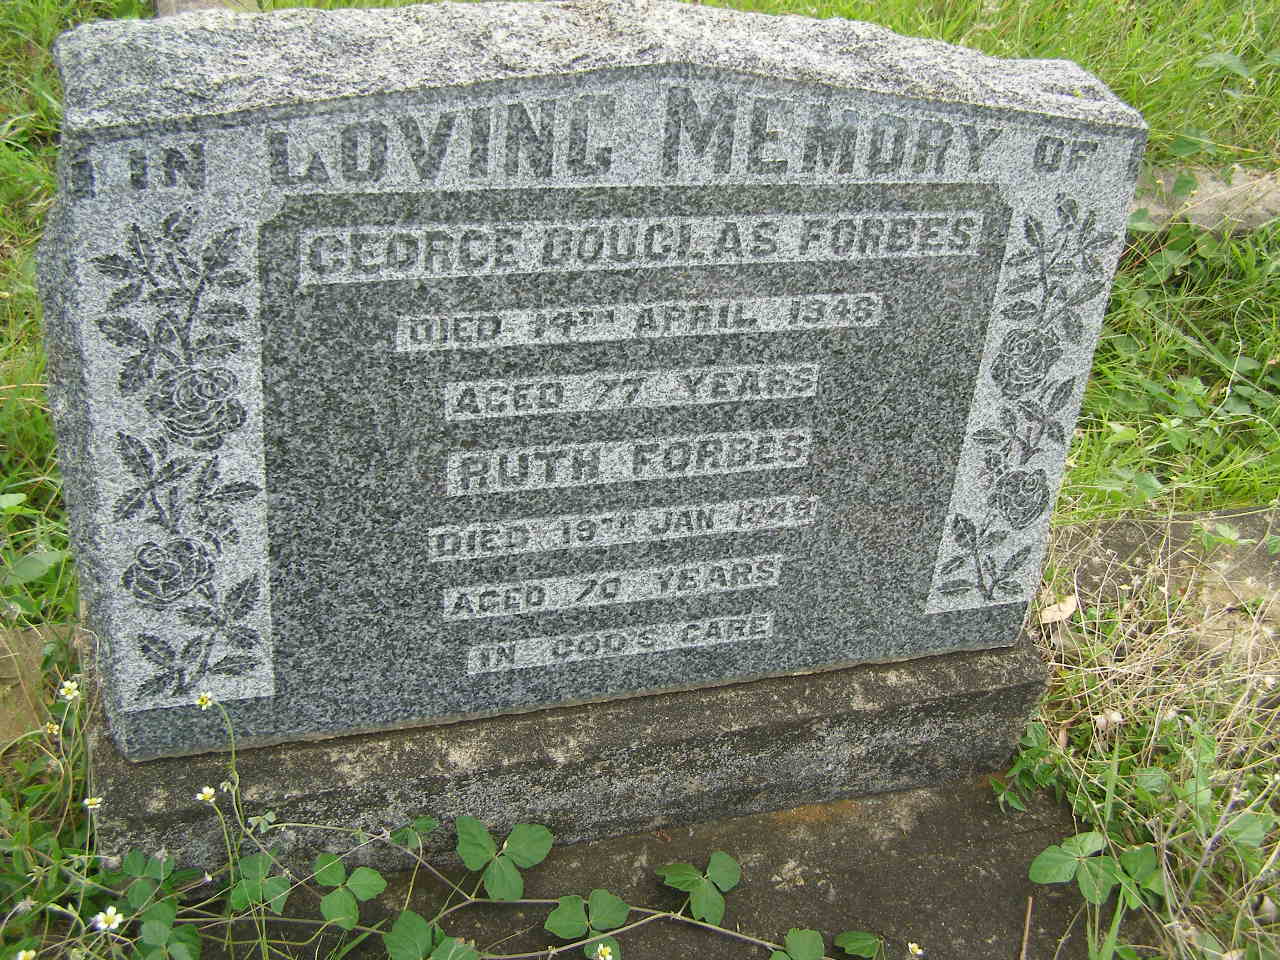 IN LOVING MEMORY OF
GEORGE DOUGLAS FORBES
DIED 14TH APRIL 1948
AGED 77 YEARS
RUTH FORBES
DIED 19TH JAN 1949
AGED 70 YEARS
IN GOD'S CARE